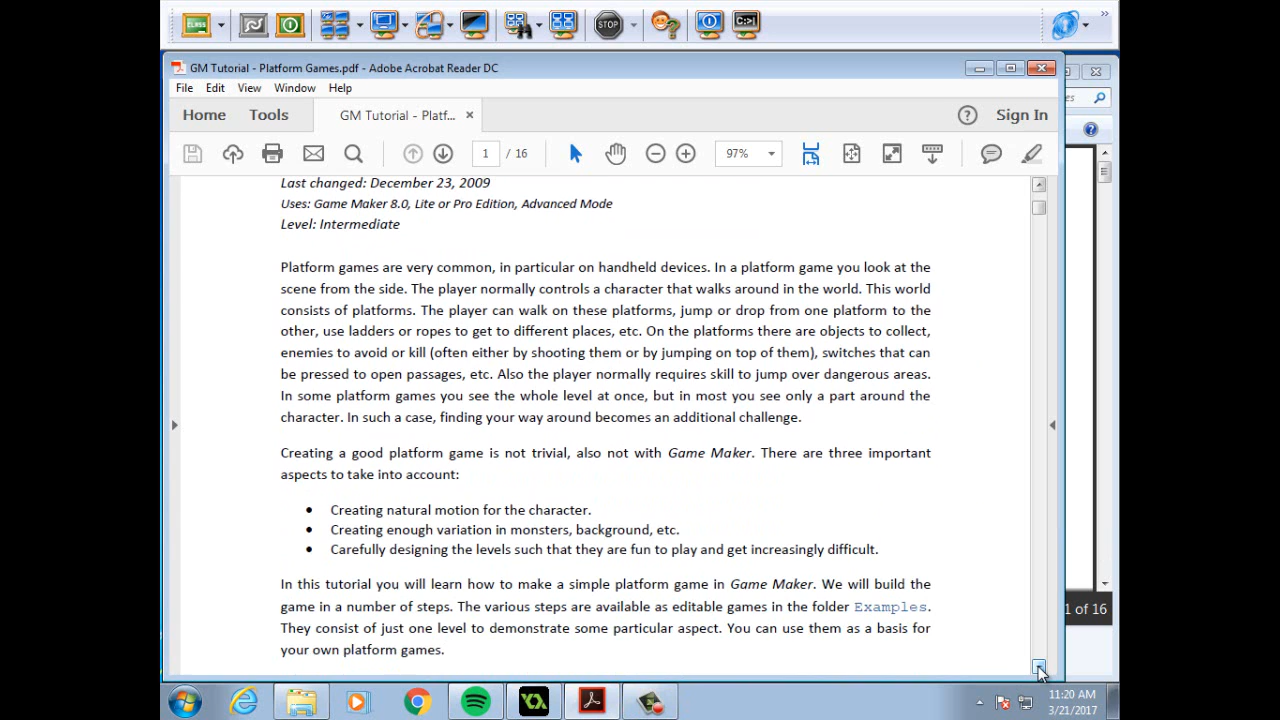 CLASS
STOP
C:\>
GM Tutorial - Platform Games.pdf - Adobe Acrobat Reader DC
File Edit View Window Help
Home Tools GM Tutorial - Platf... × Sign In
1 / 16 97%
Last changed: December 23, 2009
Uses: Game Maker 8.0, Lite or Pro Edition, Advanced Mode
Level: Intermediate
Platform games are very common, in particular on handheld devices. In a platform game you look at the
scene from the side. The player normally controls a character that walks around in the world. This world
consists of platforms. The player can walk on these platforms, jump or drop from one platform to the
other, use ladders or ropes to get to different places, etc. On the platforms there are objects to collect,
enemies to avoid or kill (often either by shooting them or by jumping on top of them), switches that can
be pressed to open passages, etc. Also the player normally requires skill to jump over dangerous areas.
In some platform games you see the whole level at once, but in most you see only a part around the
character. In such a case, finding your way around becomes an additional challenge.
Creating a good platform game is not trivial, also not with Game Maker. There are three important
aspects to take into account:
• Creating natural motion for the character.
• Creating enough variation in monsters, background, etc.
• Carefully designing the levels such that they are fun to play and get increasingly difficult.
In this tutorial you will learn how to make a simple platform game in Game Maker. We will build the
game in a number of steps. The various steps are available as editable games in the folder Examples.
They consist of just one level to demonstrate some particular aspect. You can use them as a basis for
your own platform games.
es
1 of 16
11:20 AM
3/21/2017